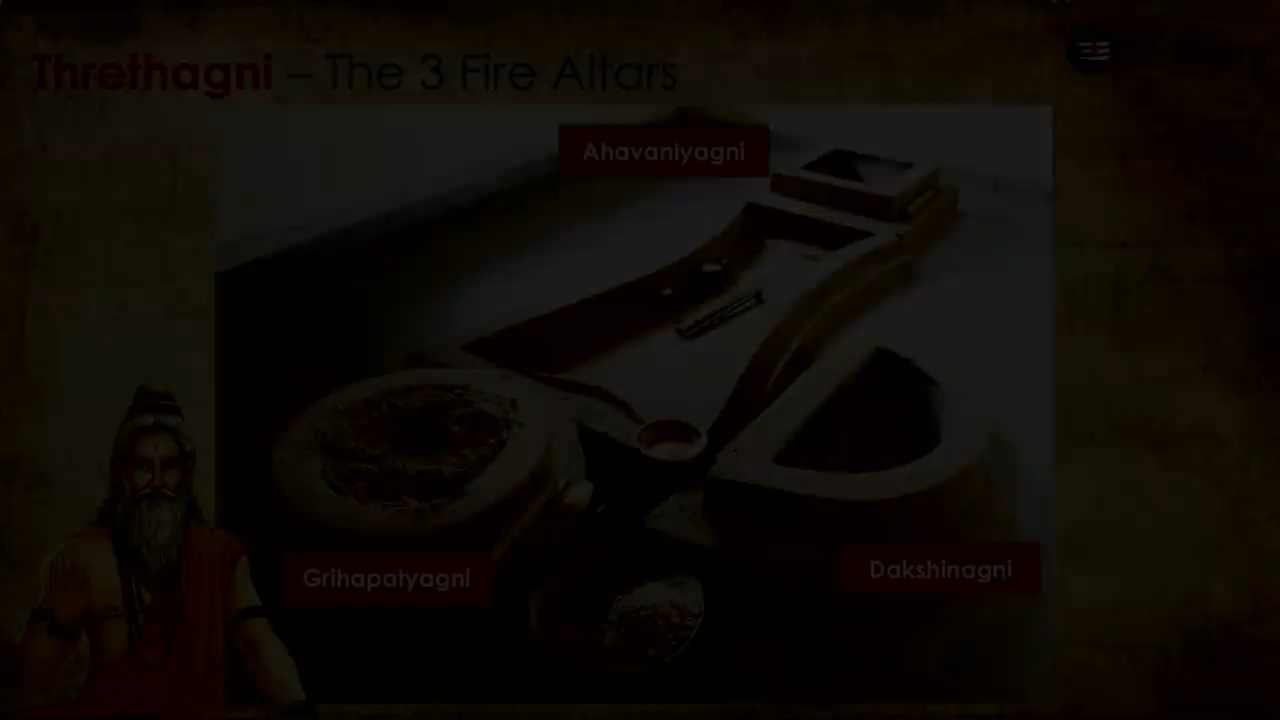 Threthagni – The 3 Fire Altars
Ahavaniyagni
Grihapatyagni
Dakshinagni